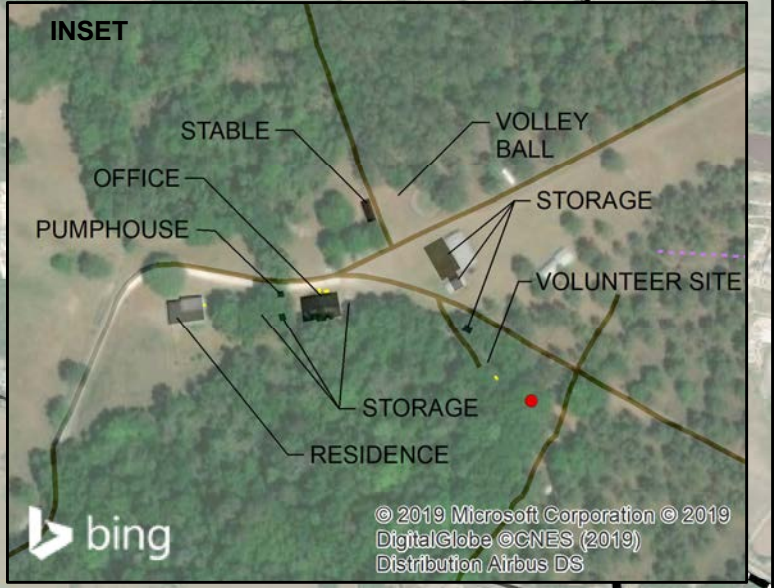 INSET
STABLE
VOLLEY
BALL
OFFICE
STORAGE
PUMPHOUSE
VOLUNTEER SITE
STORAGE
RESIDENCE
bing
© 2019 Microsoft Corporation © 2019
DigitalGlobe ©CNES (2019)
Distribution Airbus DS